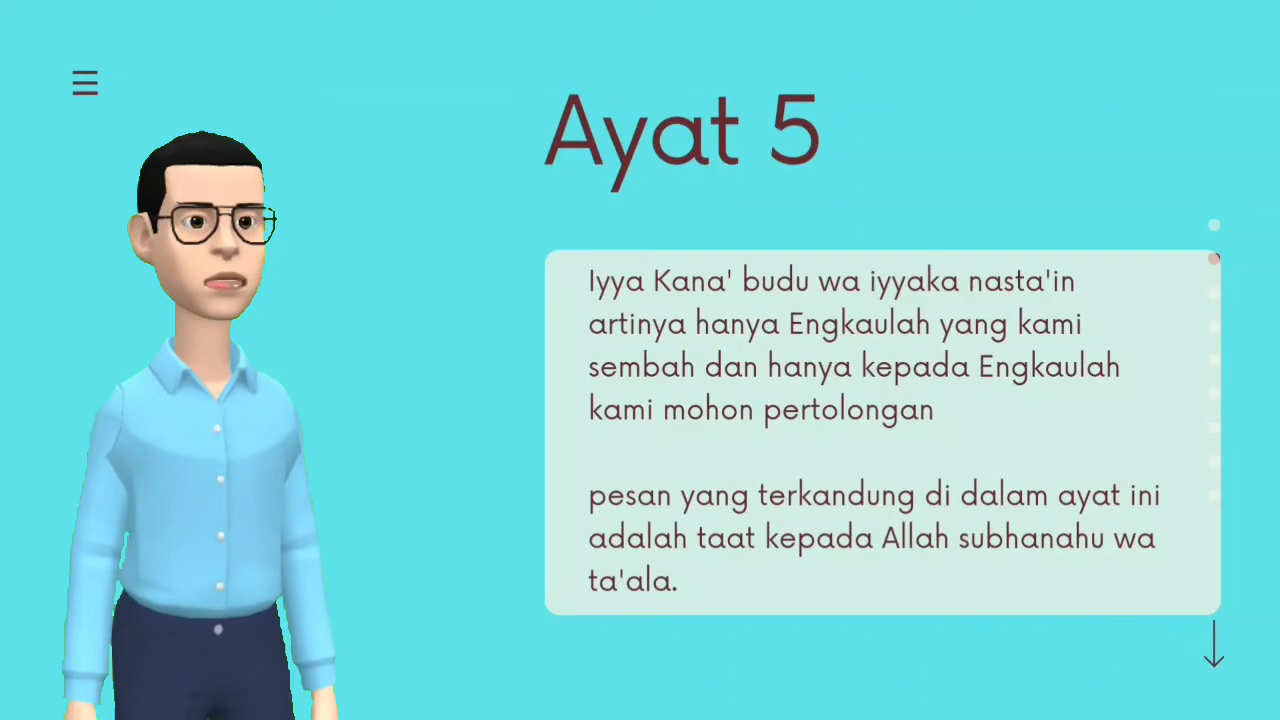 Ayat 5
Iyya Kana' budu wa iyyaka nasta'in
artinya hanya Engkaulah yang kami
sembah dan hanya kepada Engkaulah
kami mohon pertolongan
pesan yang terkandung di dalam ayat ini
adalah taat kepada Allah subhanahu wa
ta'ala.